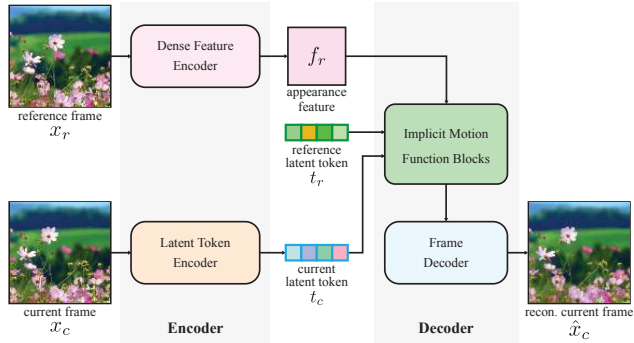 Dense Feature
Encoder
f_r
appearance
feature
reference frame
x_r
reference
latent token
t_r
Implicit Motion
Function Blocks
Latent Token
Encoder
current
latent token
t_c
Frame
Decoder
current frame
x_c
recon. current frame
x̂_c
Encoder
Decoder